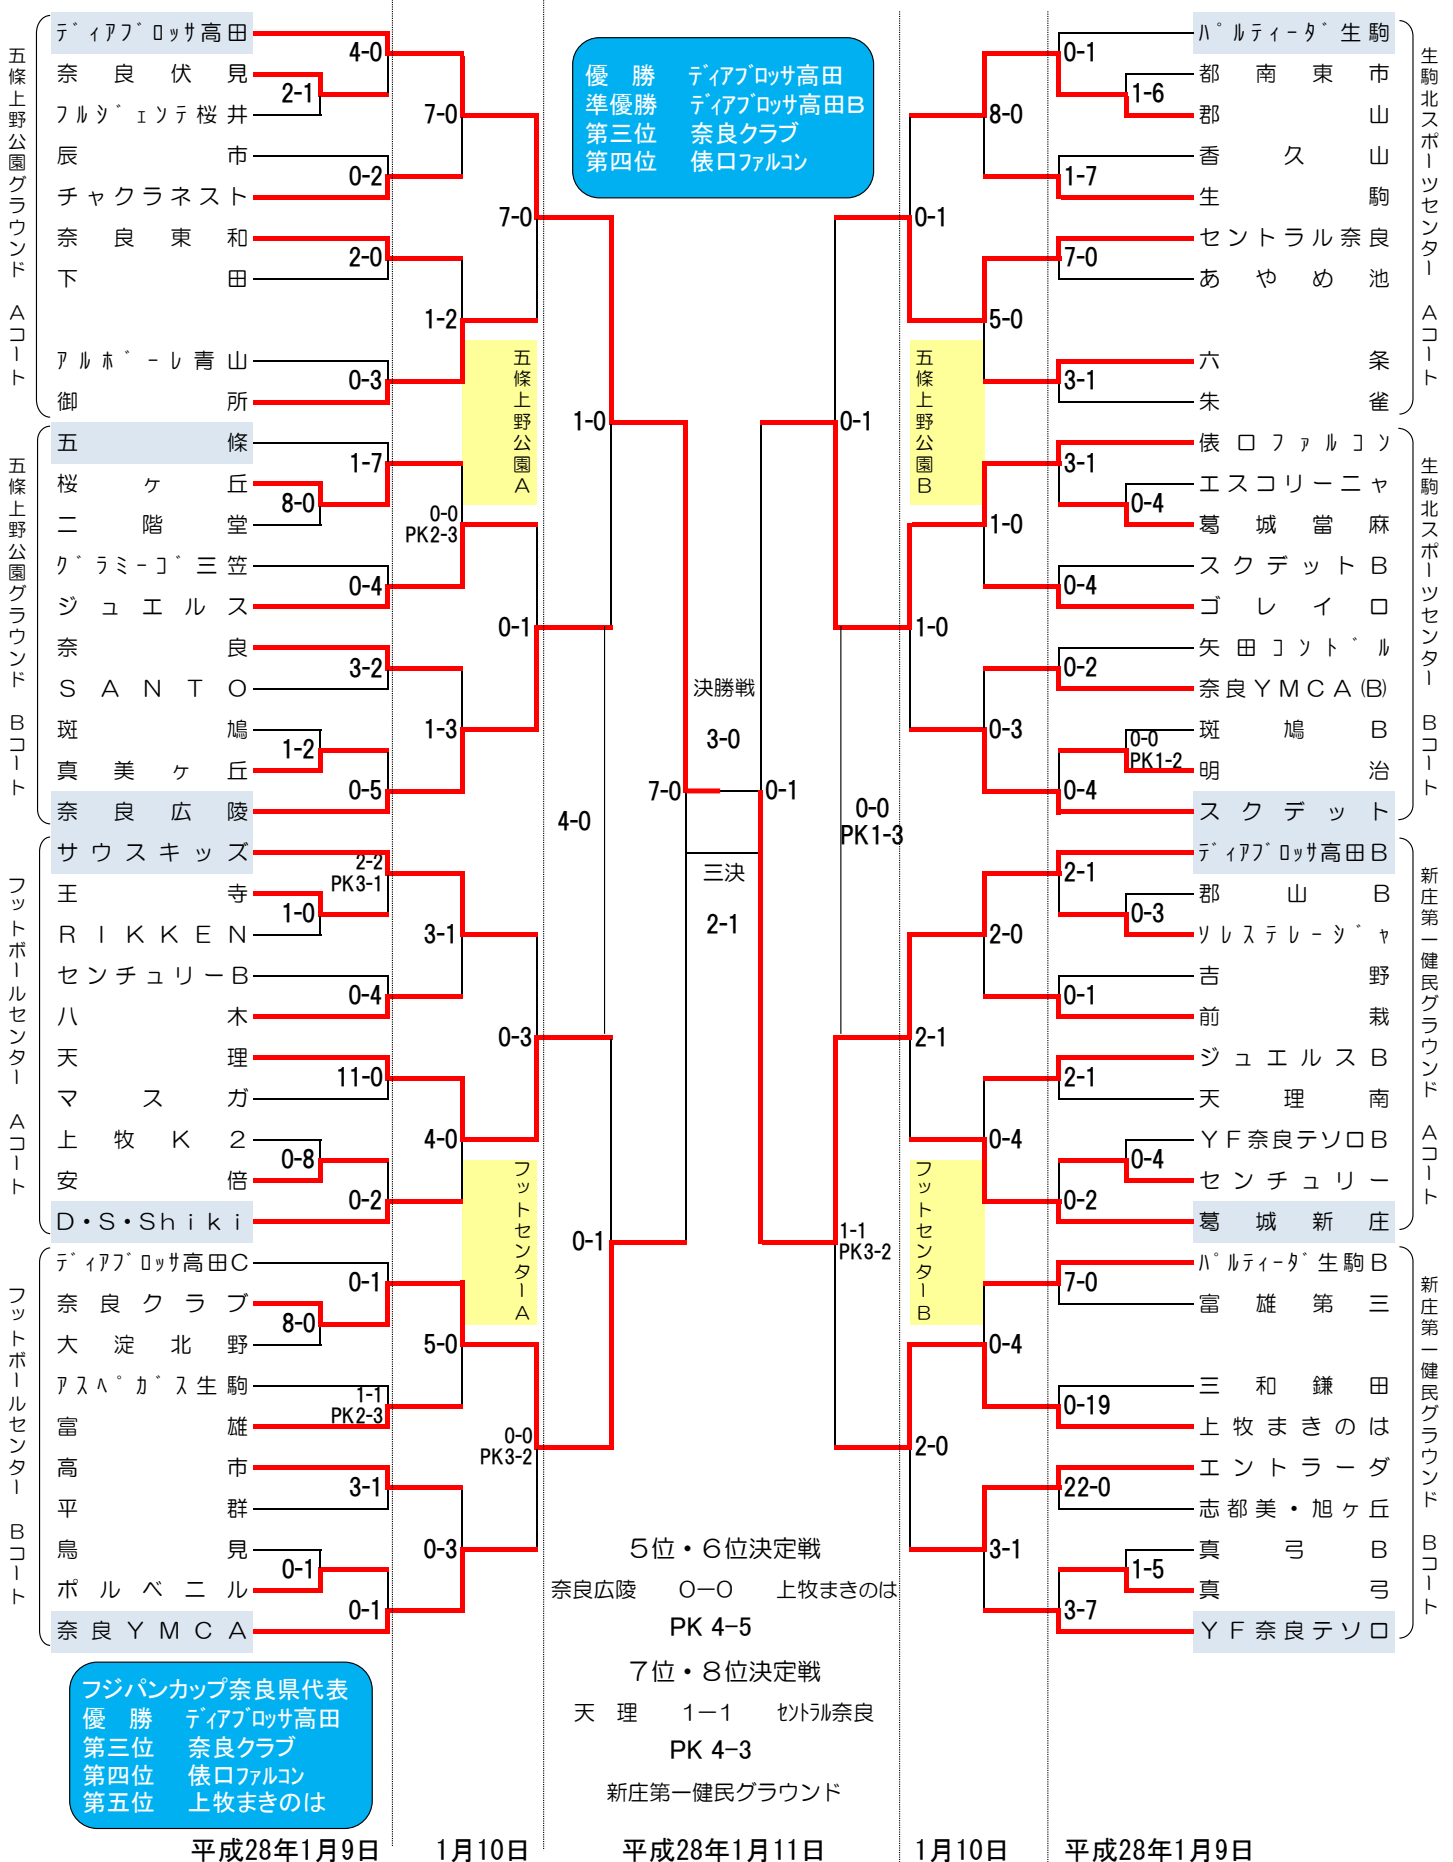 優　勝　ディアブロッサ高田
準優勝　ディアブロッサ高田B
第三位　奈良クラブ
第四位　俵口ファルコン
五條上野公園グラウンド　Aコート
ディアブロッサ高田
奈良伏見
フルジェンテ桜井
辰市
チャクラネスト
奈良東和
下田
アルボーレ青山
御所
4-0
2-1
0-2
2-0
0-3
7-0
1-2
7-0
五條上野公園グラウンド　Bコート
五條
桜ヶ丘
二階堂
グラミーゴ三笠
ジュエルス
奈良
SANTO
斑鳩
真美ヶ丘
奈良広陵
1-7
8-0
0-4
3-2
1-2
0-5
0-0
PK2-3
1-3
0-1
五條上野公園A
1-0
フットボールセンター　Aコート
サウスキッズ
王寺
RIKKEN
センチュリーB
八木
天理
マスガ
上牧K2
安倍
D・S・Shiki
2-2
PK3-1
1-0
0-4
11-0
0-8
0-2
3-1
4-0
0-3
フットボールセンター　Bコート
ディアブロッサ高田C
奈良クラブ
大淀北野
アスペガス生駒
富雄
高市
平群
鳥見
ポルベニル
奈良YMCA
0-1
8-0
1-1
PK2-3
3-1
0-1
0-1
5-0
0-3
0-0
PK3-2
フットセンターA
0-1
4-0
7-0
決勝戦
3-0
三決
2-1
0-1
0-0
PK1-3
生駒北スポーツセンター　Aコート
パルティーダ生駒
都南東市
郡山
香久山
生駒
セントラル奈良
あやめ池
六条
朱雀
0-1
1-6
1-7
7-0
3-1
8-0
5-0
0-1
生駒北スポーツセンター　Bコート
俵口ファルコン
エスコリーニャ
葛城當麻
スクデットB
ゴレイロ
矢田コンドル
奈良YMCA(B)
斑鳩B
明治
スクデット
3-1
0-4
0-4
0-2
0-0
PK1-2
0-4
1-0
0-3
1-0
五條上野公園B
0-1
新庄第一健民グラウンド　Aコート
ディアブロッサ高田B
郡山B
ソレステレージャ
吉野
前栽
ジュエルスB
天理南
YF奈良テソロB
センチュリー
葛城新庄
2-1
0-3
0-1
2-1
0-4
0-2
2-0
0-4
2-1
新庄第一健民グラウンド　Bコート
パルティーダ生駒B
富雄第三
三和鎌田
上牧まきのは
エントラーダ
志都美・旭ヶ丘
真弓B
真弓
YF奈良テソロ
7-0
0-19
22-0
1-5
3-7
0-4
3-1
2-0
フットセンターB
1-1
PK3-2
5位・6位決定戦
奈良広陵　0－0　上牧まきのは
PK 4-5
7位・8位決定戦
天 理　1－1　セントラル奈良
PK 4-3
新庄第一健民グラウンド
フジパンカップ奈良県代表
優　勝　ディアブロッサ高田
第三位　奈良クラブ
第四位　俵口ファルコン
第五位　上牧まきのは
平成28年1月9日　1月10日　平成28年1月11日　1月10日　平成28年1月9日